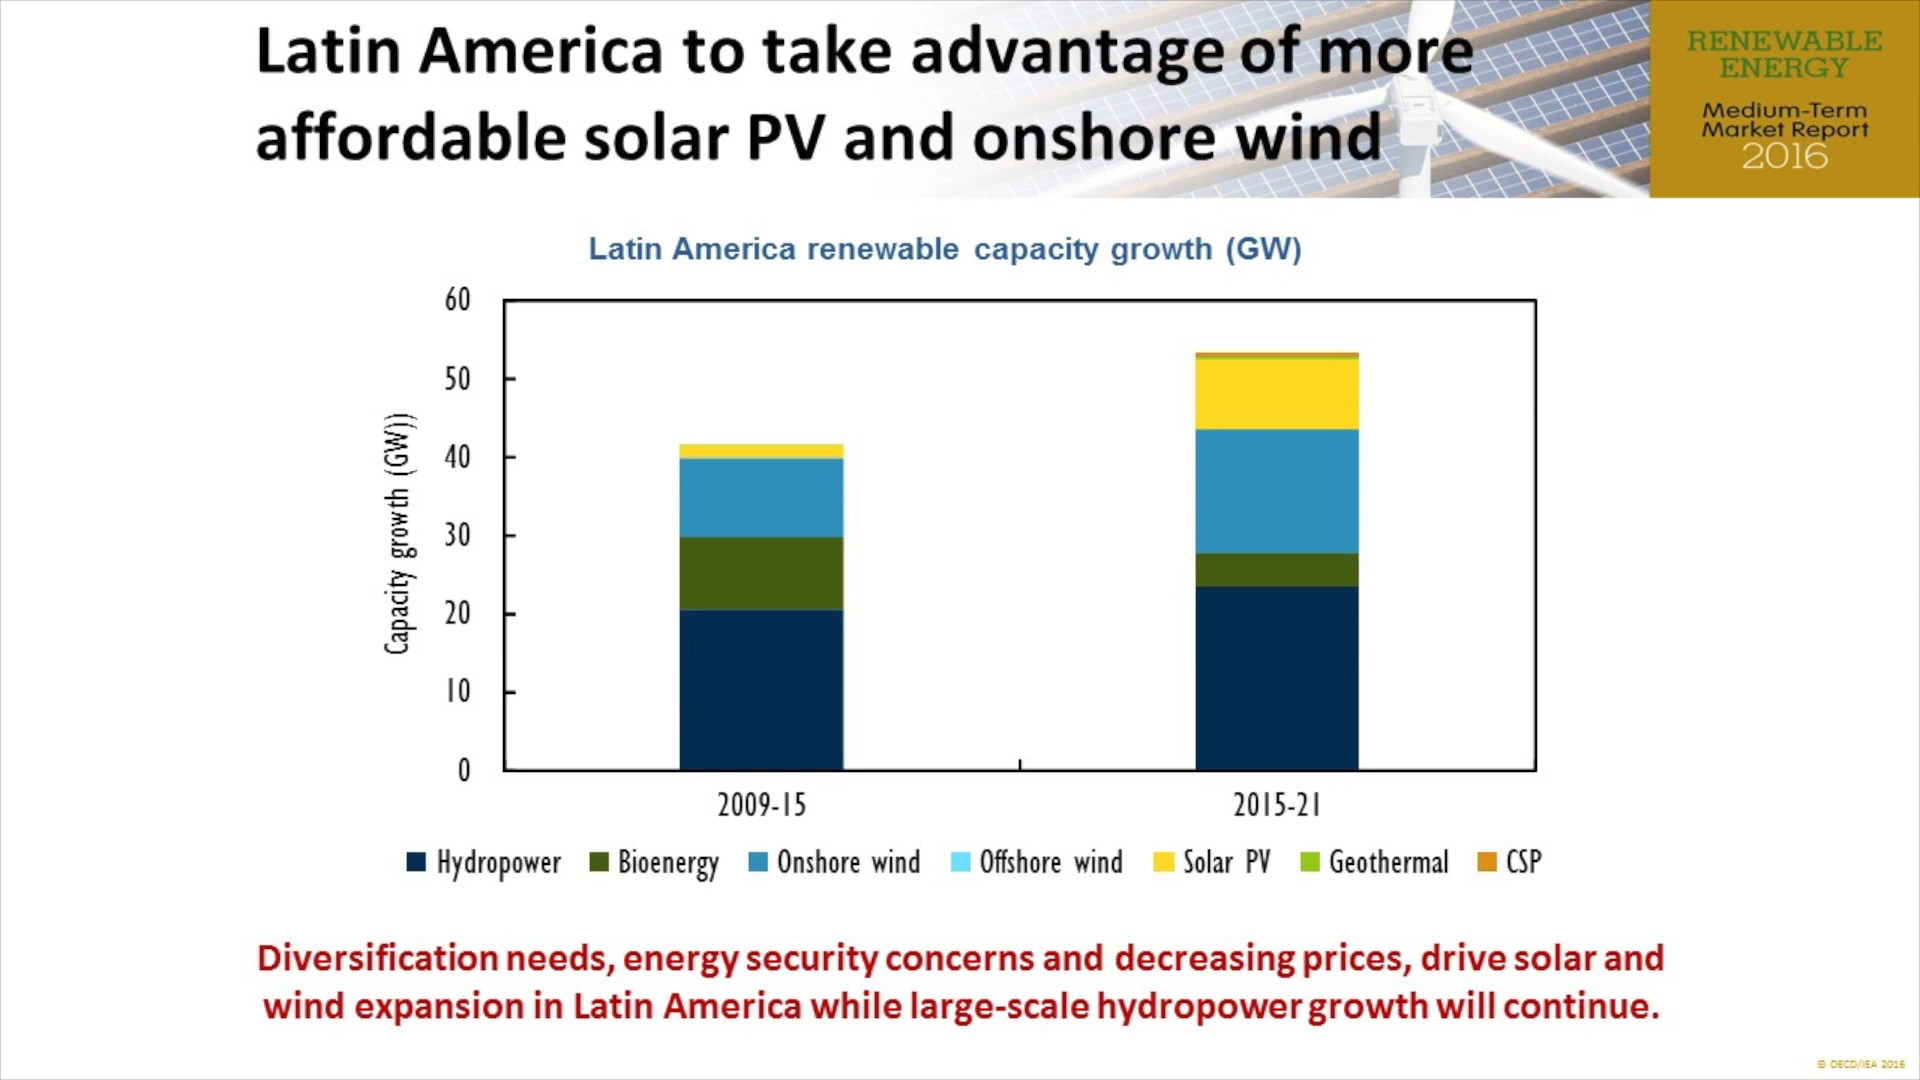 Latin America to take advantage of more
affordable solar PV and onshore wind
RENEWABLE
ENERGY
Medium-Term
Market Report
2016
Latin America renewable capacity growth (GW)
Capacity growth (GW))
60
50
40
30
20
10
0
2009-15
2015-21
Hydropower Bioenergy Onshore wind Offshore wind Solar PV Geothermal CSP
Diversification needs, energy security concerns and decreasing prices, drive solar and
wind expansion in Latin America while large-scale hydropower growth will continue.
© OECD/IEA 2016